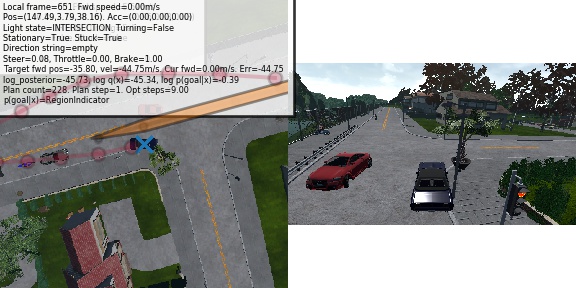 Local frame=651. Fwd speed=0.00m/s
Pos=(147.49,3.79,38.16). Acc=(0.00,0.00,0.00)
Light state=INTERSECTION. Turning=False
Stationary=True. Stuck=True
Direction string=empty
Steer=0.08, Throttle=0.00, Brake=1.00
Target fwd pos=-35.80, vel=-44.75m/s. Cur fwd=0.00m/s. Err=-44.75
log_posterior=-45.73, log q(x)=-45.34, log p(goal|x)=-0.39
Plan count=228. Plan step=1. Opt steps=9.00
p(goal|x)=RegionIndicator